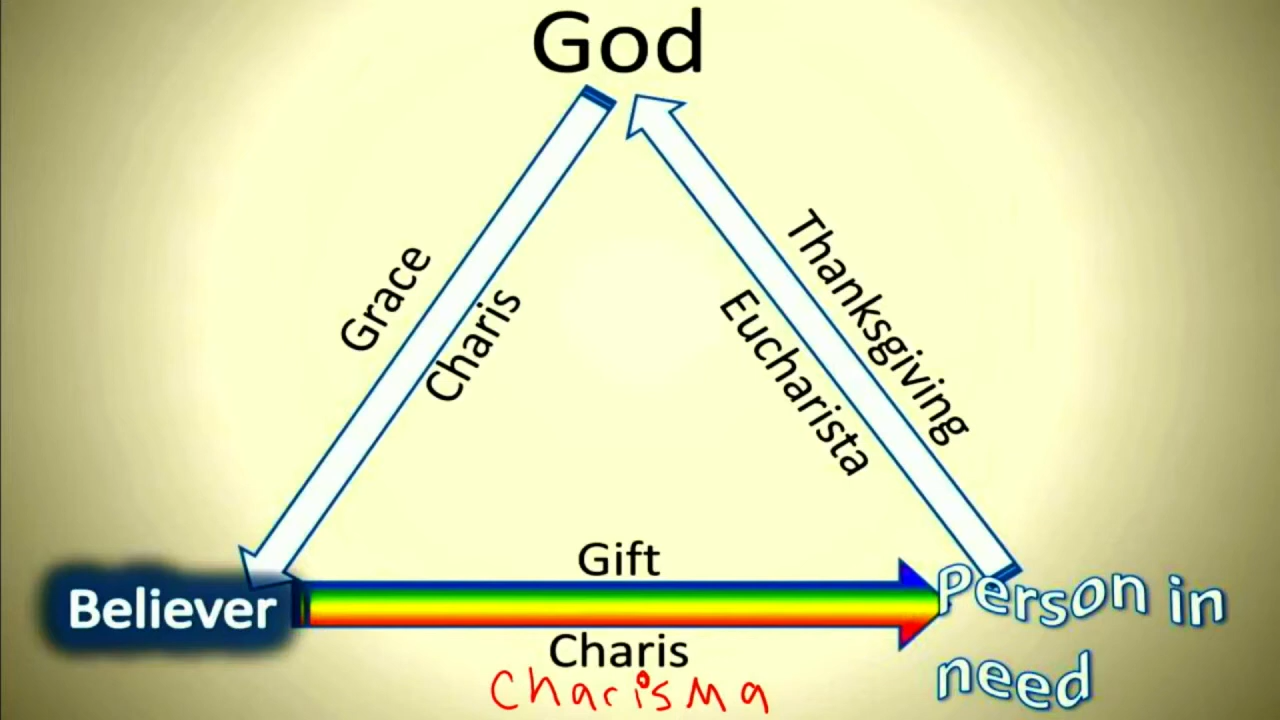 God
Grace
Charis
Thanksgiving
Eucharista
Gift
Believer
Person in
need
Charis
Charisma